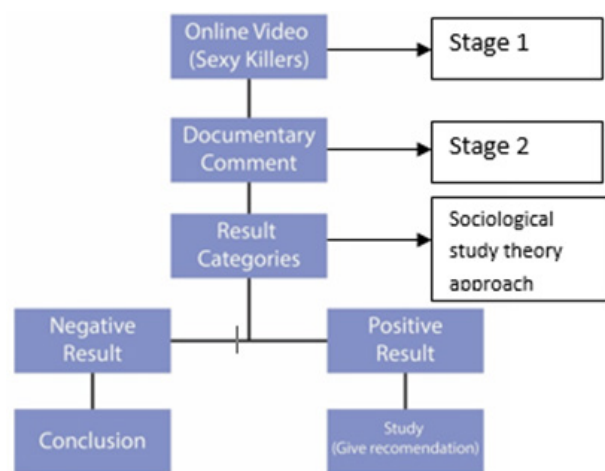 Online Video
(Sexy Killers)
Stage 1
Documentary
Comment
Stage 2
Result
Categories
Sociological
study theory
approach
Negative
Result
Positive
Result
Conclusion
Study
(Give recomendation)